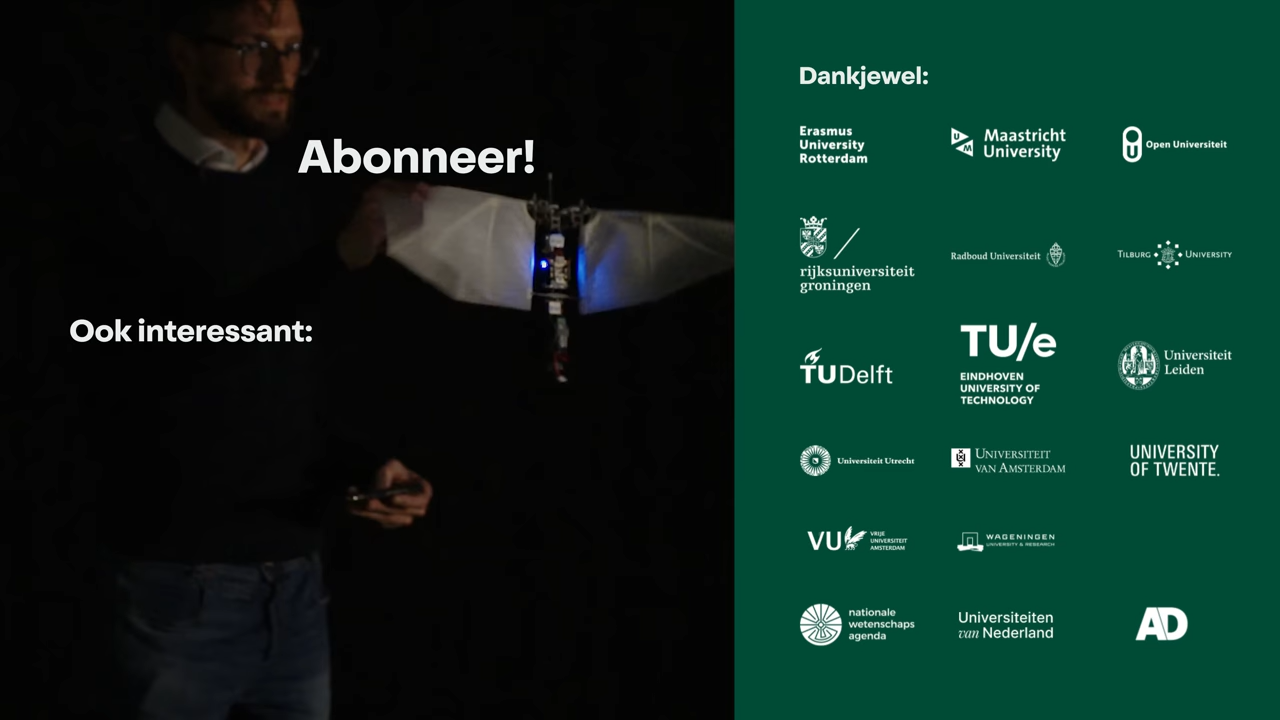 Abonneer!
Ook interessant:
Dankjewel:
Erasmus
University
Rotterdam
U
M
Maastricht
University
OU
Open Universiteit
rijksuniversiteit
groningen
Radboud Universiteit
TILBURG
UNIVERSITY
TU Delft
TU/e
EINDHOVEN
UNIVERSITY OF
TECHNOLOGY
Universiteit
Leiden
Universiteit Utrecht
UNIVERSITEIT
VAN AMSTERDAM
UNIVERSITY
OF TWENTE.
VU
VRIJE
UNIVERSITEIT
AMSTERDAM
WAGENINGEN
UNIVERSITY & RESEARCH
nationale
wetenschaps
agenda
Universiteiten
van Nederland
AD